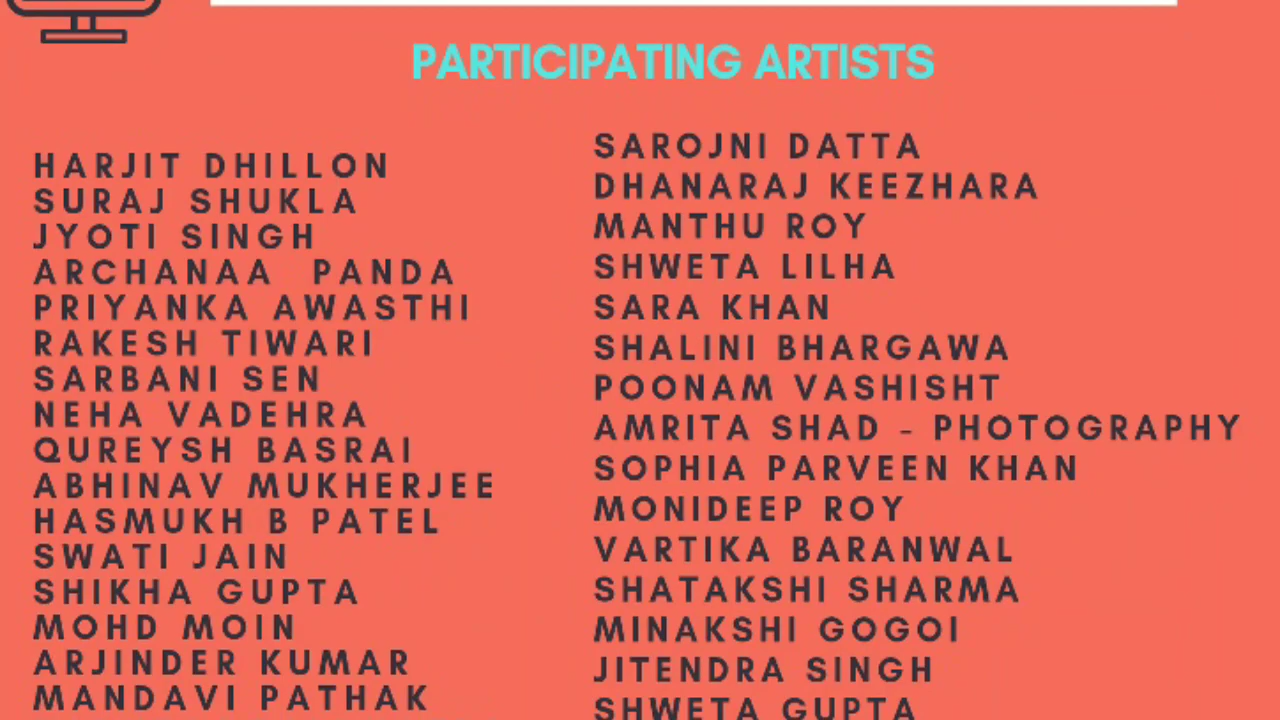 PARTICIPATING ARTISTS
HARJIT DHILLON
SURAJ SHUKLA
JYOTI SINGH
ARCHANAA PANDA
PRIYANKA AWASTHI
RAKESH TIWARI
SARBANI SEN
NEHA VADEHRA
QUREYSH BASRAI
ABHINAV MUKHERJEE
HASMUKH B PATEL
SWATI JAIN
SHIKHA GUPTA
MOHD MOIN
ARJINDER KUMAR
MANDAVI PATHAK
SAROJNI DATTA
DHANARAJ KEEZHARA
MANTHU ROY
SHWETA LILHA
SARA KHAN
SHALINI BHARGAWA
POONAM VASHISHT
AMRITA SHAD - PHOTOGRAPHY
SOPHIA PARVEEN KHAN
MONIDEEP ROY
VARTIKA BARANWAL
SHATAKSHI SHARMA
MINAKSHI GOGOI
JITENDRA SINGH
SHWETA GUPTA